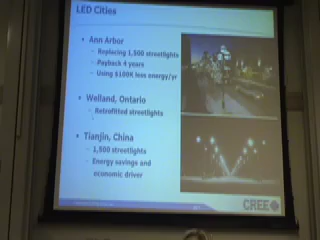 LED Cities
• Ann Arbor
– Replacing 1,500 streetlights
– Payback 4 years
– Using $100K less energy/yr
• Welland, Ontario
– Retrofitted streetlights
• Tianjin, China
– 1,500 streetlights
– Energy savings and
economic driver
CREE